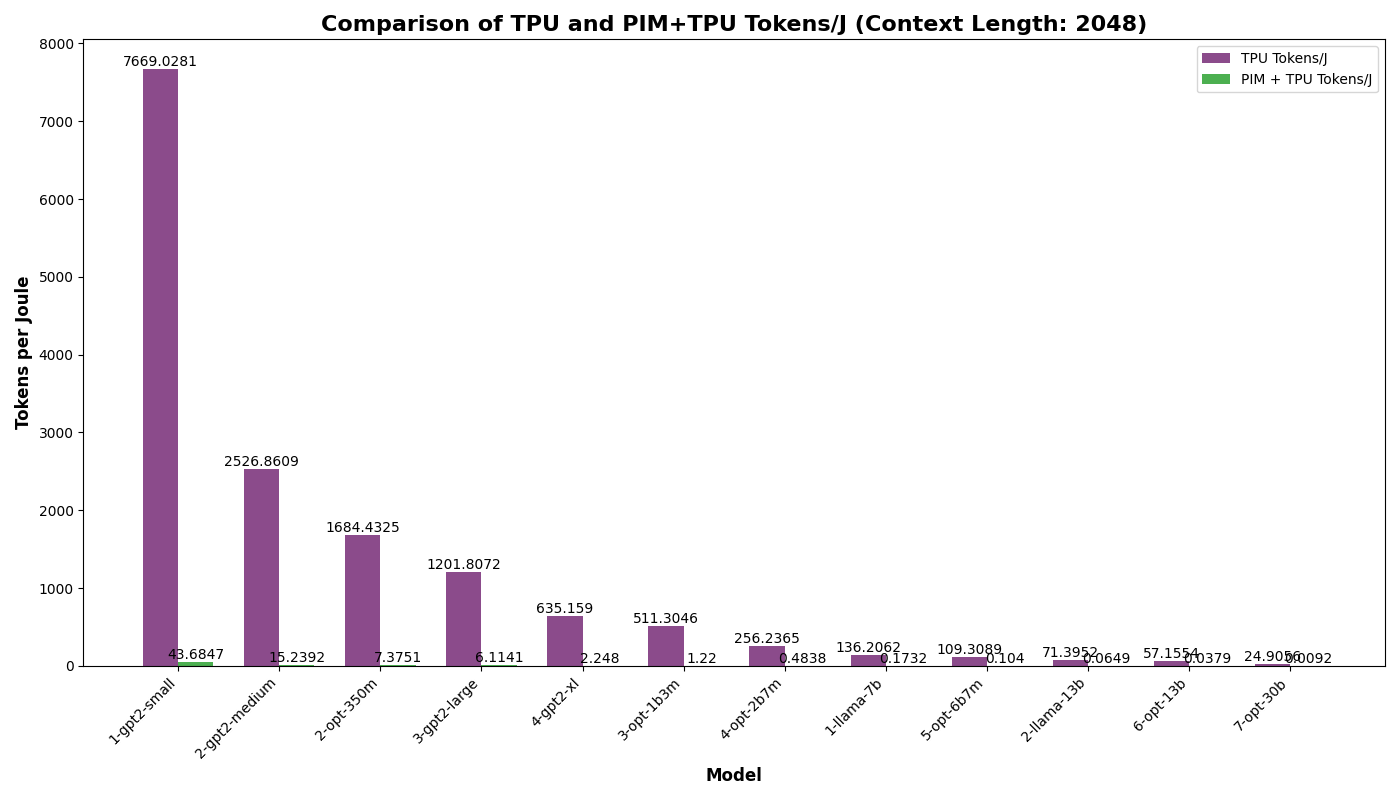 Comparison of TPU and PIM+TPU Tokens/J (Context Length: 2048)
TPU Tokens/J
PIM + TPU Tokens/J
Tokens per Joule
8000
7000
6000
5000
4000
3000
2000
1000
0
7669.0281
43.6847
2526.8609
15.2392
1684.4325
7.3751
1201.8072
6.1141
635.159
2.248
511.3046
1.22
256.2365
0.4838
136.2062
0.1732
109.3089
0.104
71.3952
0.0649
57.1554
0.0379
24.9056
0.0092
1-gpt2-small
2-gpt2-medium
2-opt-350m
3-gpt2-large
4-gpt2-xl
3-opt-1b3m
4-opt-2b7m
1-llama-7b
5-opt-6b7m
2-llama-13b
6-opt-13b
7-opt-30b
Model